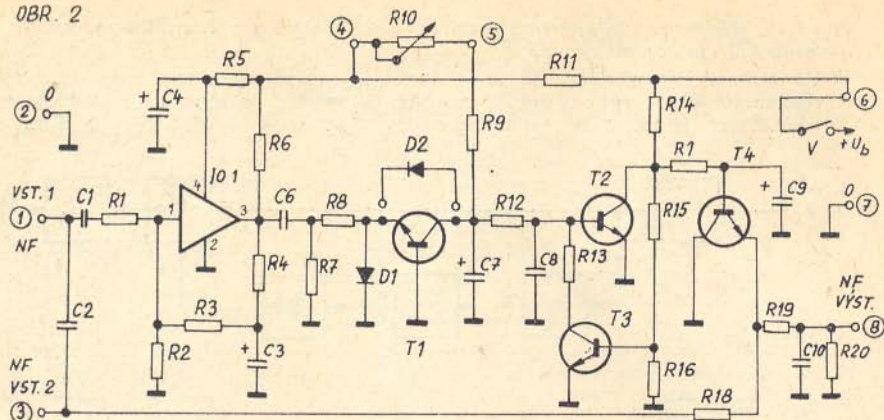 OBR. 2
4
R10
5
R5
R11
6
C4
+
2
0
R6
R9
R14
V
+Ub
D2
T2
R1
T4
VST. 1
C1
R1
4
IO1
C6
R8
R12
R15
+
C9
0
7
1
1
3
NF
2
R4
R7
D1
+
C7
C8
R13
C2
R3
T3
NF
VÝST.
R19
8
R2
+
C3
T1
R16
C10
R20
NF
VST. 2
R18
3